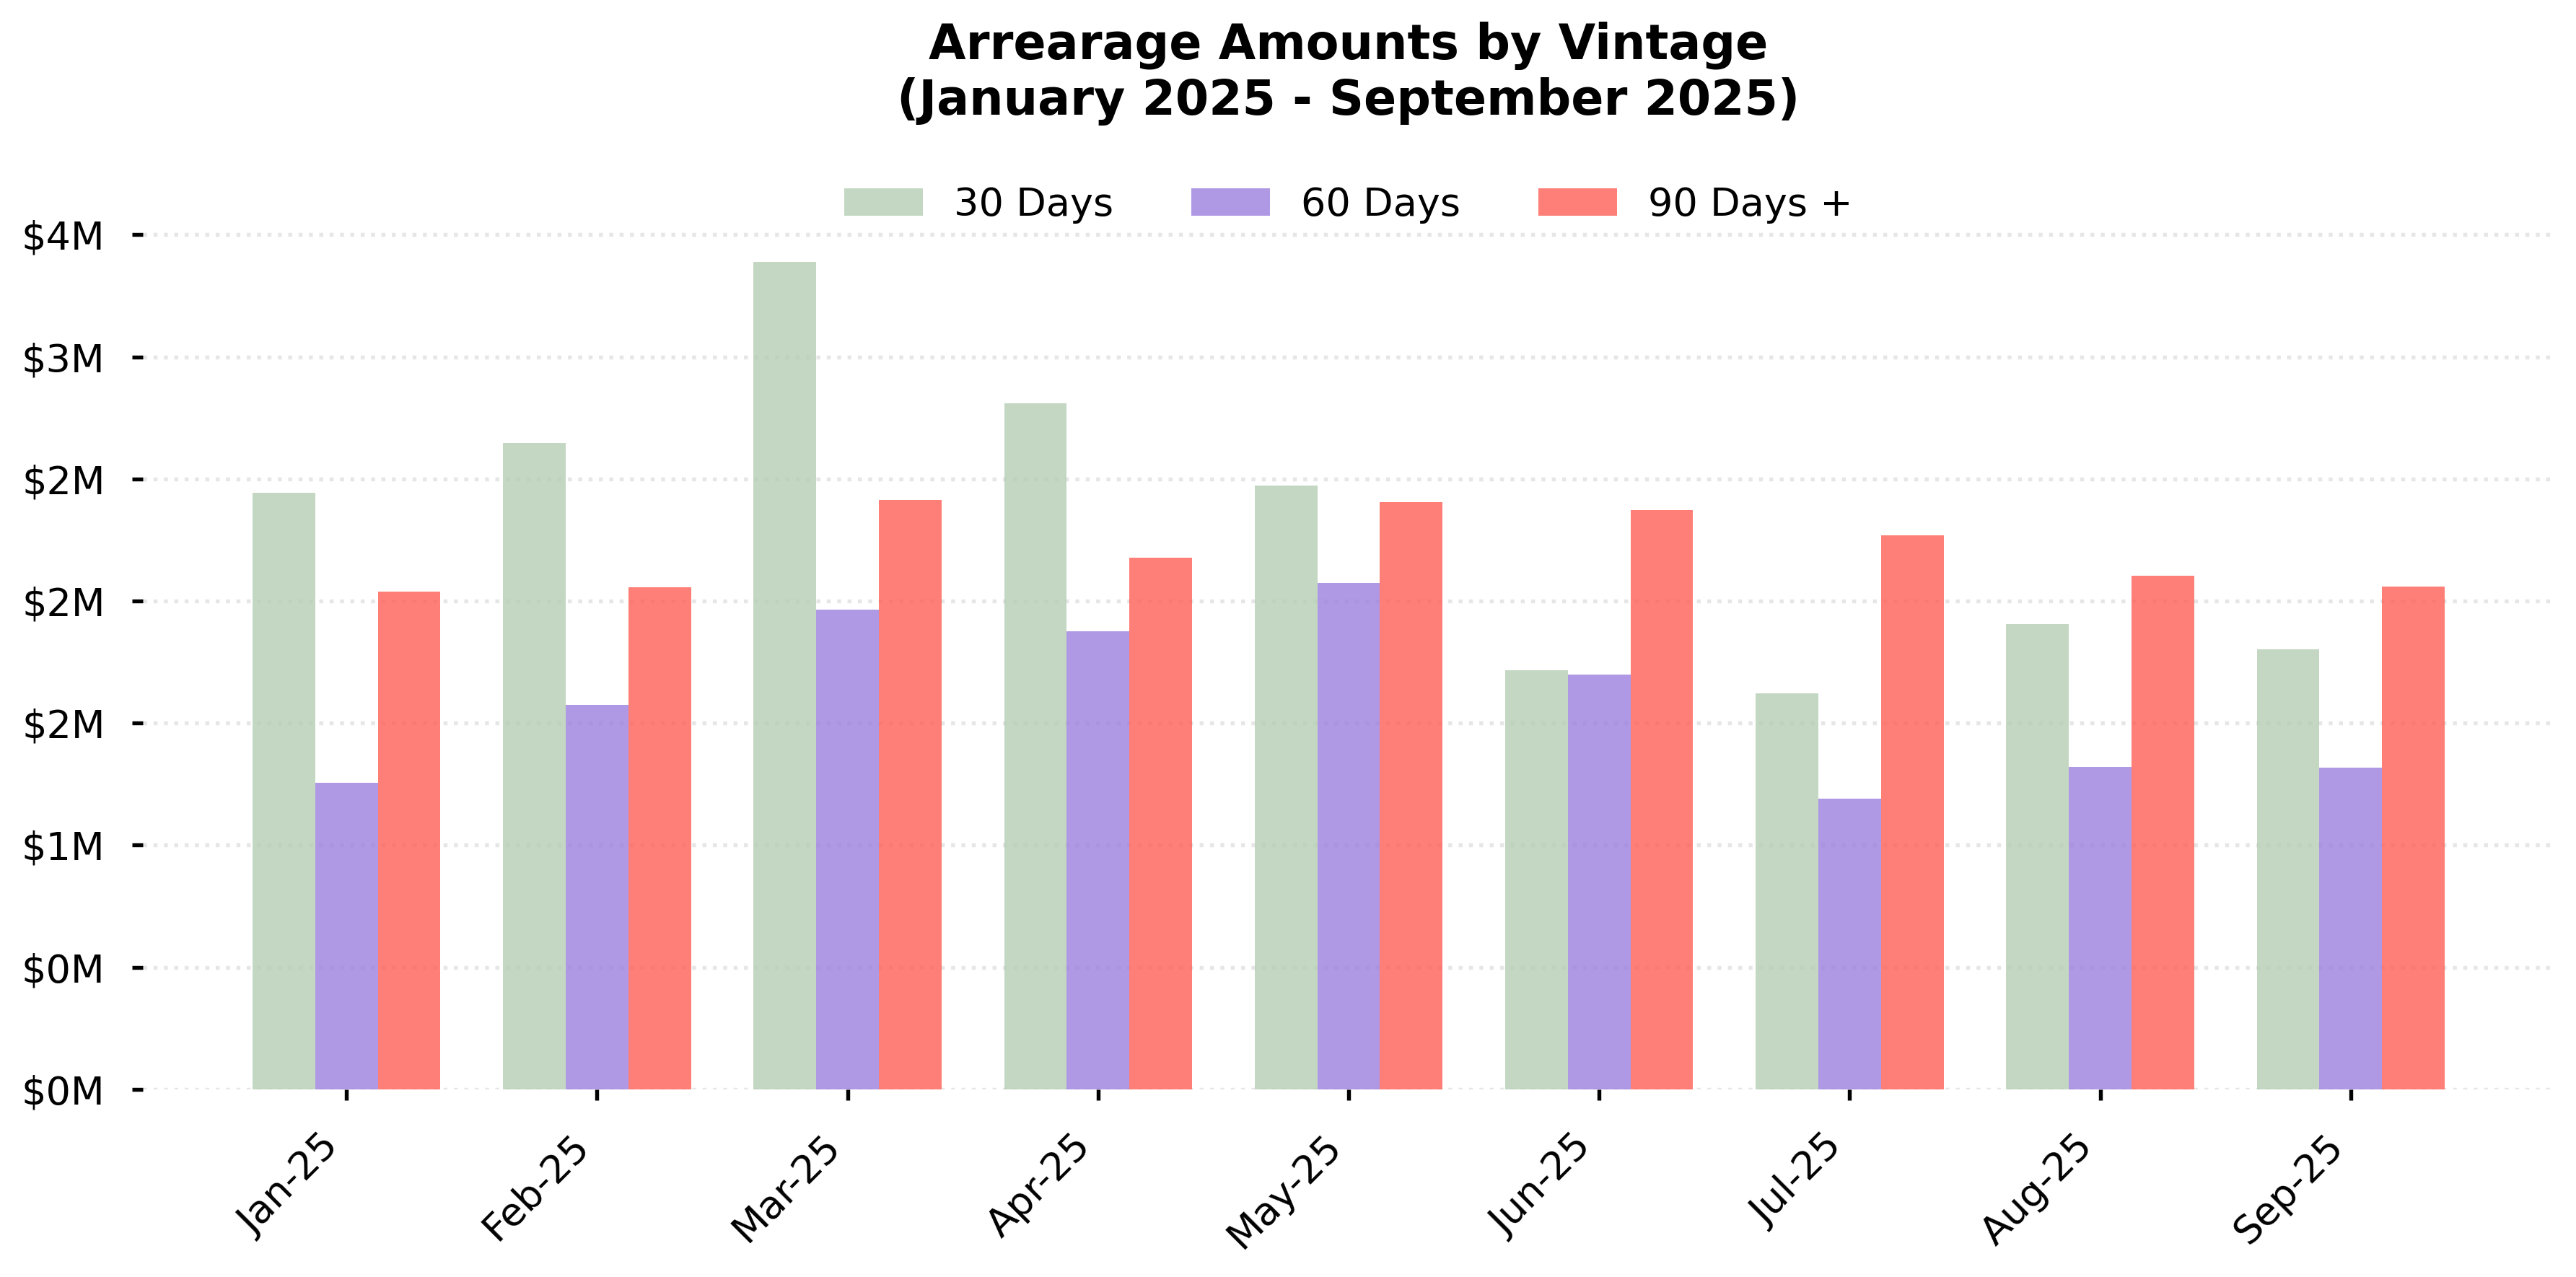 Arrearage Amounts by Vintage
(January 2025 - September 2025)
30 Days 60 Days 90 Days +
$4M
$3M
$2M
$2M
$2M
$1M
$0M
$0M
Jan-25 Feb-25 Mar-25 Apr-25 May-25 Jun-25 Jul-25 Aug-25 Sep-25